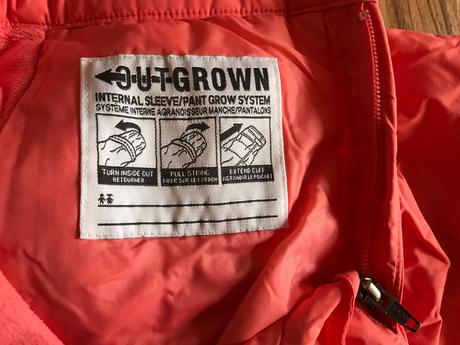 OUTGROWN
INTERNAL SLEEVE/PANT GROW SYSTEM
SYSTÈME INTERNE AGRANDISSEUR MANCHE/PANTALONS
TURN INSIDE OUT
RETOURNER
PULL STRING
TIRER SUR LE CORDON
EXTEND CUFF
AGRANDIR LE POIGNET